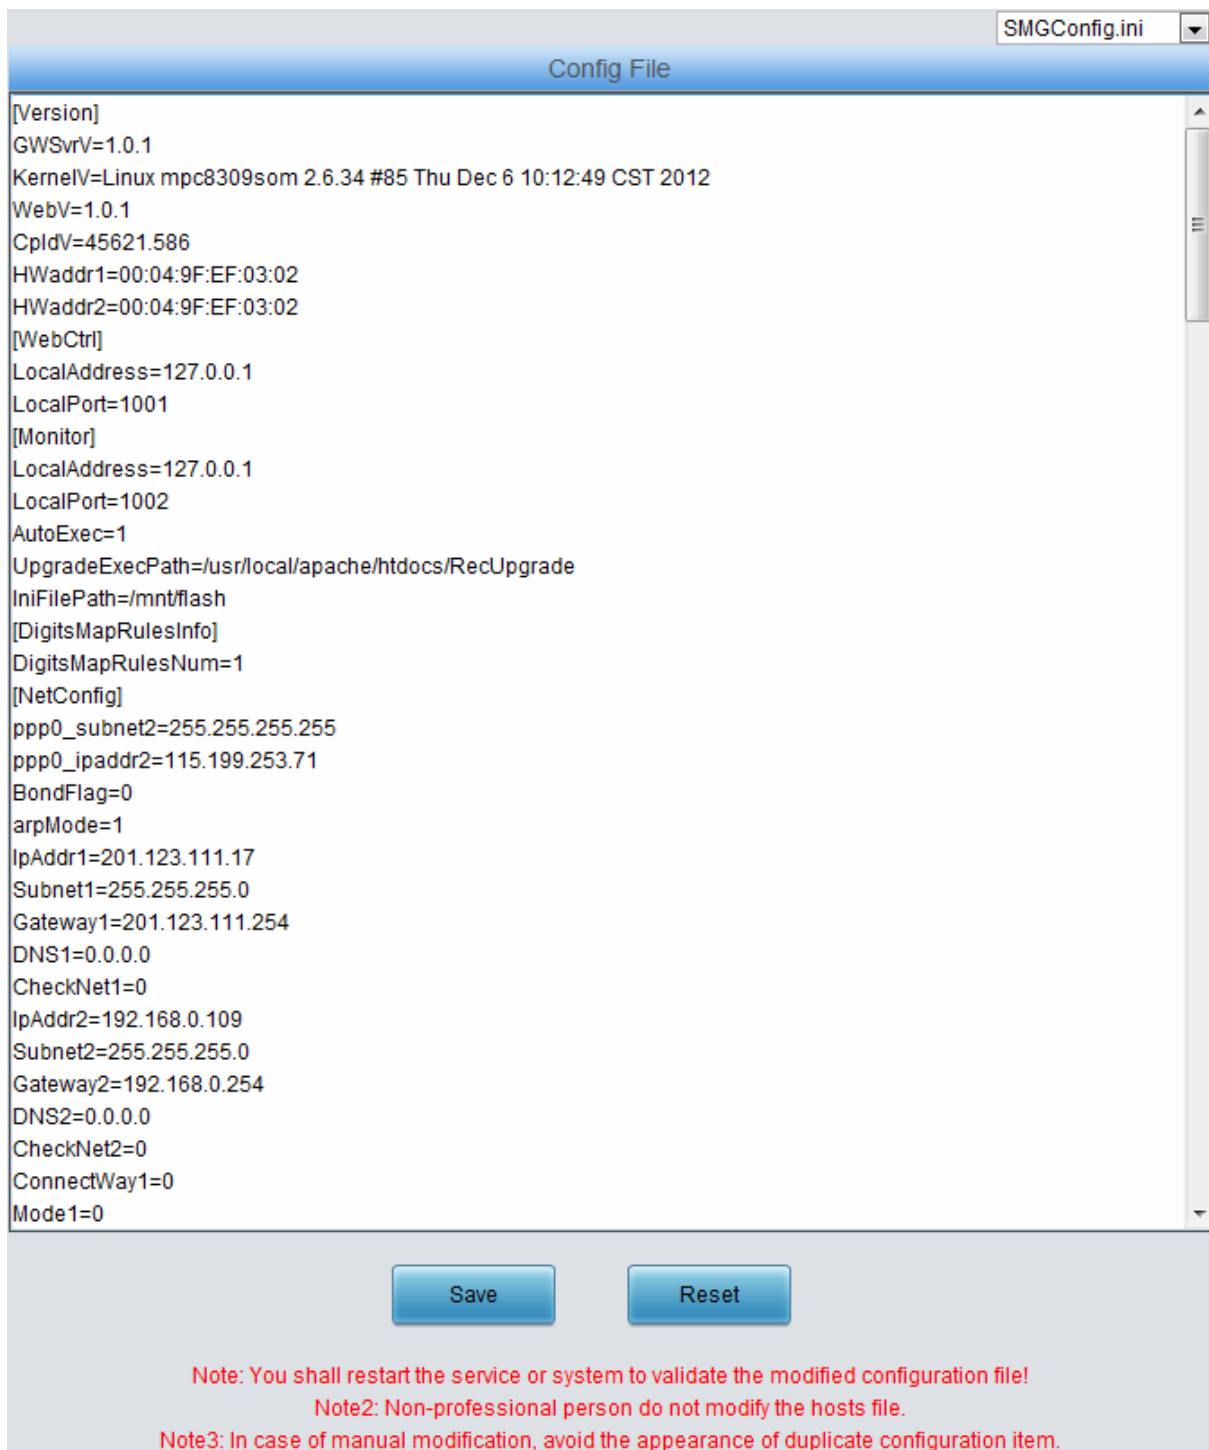 SMGConfig.ini
Config File
[Version]
GWSvrV=1.0.1
KernelV=Linux mpc8309som 2.6.34 #85 Thu Dec 6 10:12:49 CST 2012
WebV=1.0.1
CpldV=45621.586
HWaddr1=00:04:9F:EF:03:02
HWaddr2=00:04:9F:EF:03:02
[WebCtrl]
LocalAddress=127.0.0.1
LocalPort=1001
[Monitor]
LocalAddress=127.0.0.1
LocalPort=1002
AutoExec=1
UpgradeExecPath=/usr/local/apache/htdocs/RecUpgrade
IniFilePath=/mnt/flash
[DigitsMapRulesInfo]
DigitsMapRulesNum=1
[NetConfig]
ppp0_subnet2=255.255.255.255
ppp0_ipaddr2=115.199.253.71
BondFlag=0
arpMode=1
IpAddr1=201.123.111.17
Subnet1=255.255.255.0
Gateway1=201.123.111.254
DNS1=0.0.0.0
CheckNet1=0
IpAddr2=192.168.0.109
Subnet2=255.255.255.0
Gateway2=192.168.0.254
DNS2=0.0.0.0
CheckNet2=0
ConnectWay1=0
Mode1=0
Save Reset
Note: You shall restart the service or system to validate the modified configuration file!
Note2: Non-professional person do not modify the hosts file.
Note3: In case of manual modification, avoid the appearance of duplicate configuration item.